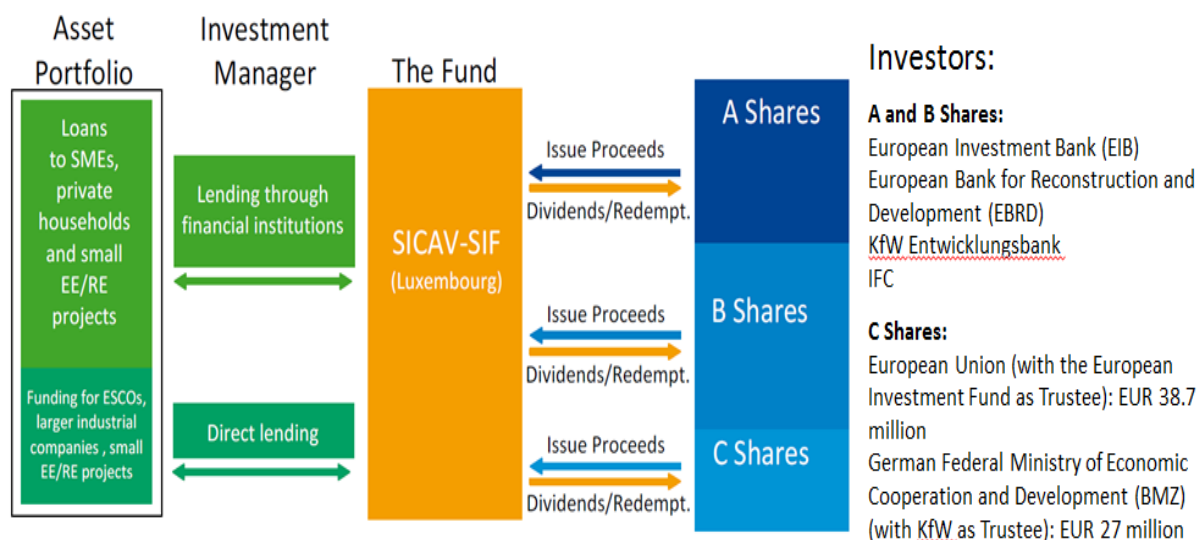 Asset
Portfolio
Loans
to SMEs,
private
households
and small
EE/RE
projects
Funding for ESCOs,
larger industrial
companies , small
EE/RE projects
Investment
Manager
Lending through
financial institutions
Direct lending
The Fund
SICAV-SIF
(Luxembourg)
Issue Proceeds
Dividends/Redempt.
Issue Proceeds
Dividends/Redempt.
Issue Proceeds
Dividends/Redempt.
A Shares
B Shares
C Shares
Investors:
A and B Shares:
European Investment Bank (EIB)
European Bank for Reconstruction and
Development (EBRD)
KfW Entwicklungsbank
IFC
C Shares:
European Union (with the European
Investment Fund as Trustee): EUR 38.7
million
German Federal Ministry of Economic
Cooperation and Development (BMZ)
(with KfW as Trustee): EUR 27 million